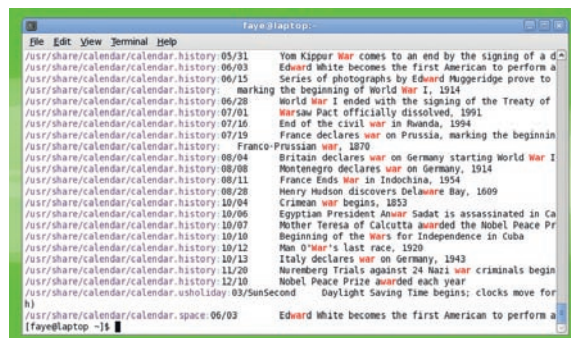 faye@laptop:~
File Edit View Terminal Help
/usr/share/calendar/calendar.history:05/31 Yom Kippur War comes to an end by the signing of a d
/usr/share/calendar/calendar.history:06/03 Edward White becomes the first American to perform a
/usr/share/calendar/calendar.history:06/15 Series of photographs by Edward Muggeridge prove to
/usr/share/calendar/calendar.history: marking the beginning of World War I, 1914
/usr/share/calendar/calendar.history:06/28 World War I ended with the signing of the Treaty of
/usr/share/calendar/calendar.history:07/01 Warsaw Pact officially dissolved, 1991
/usr/share/calendar/calendar.history:07/16 End of the civil war in Rwanda, 1994
/usr/share/calendar/calendar.history:07/19 France declares war on Prussia, marking the beginnin
/usr/share/calendar/calendar.history: Franco-Prussian war, 1870
/usr/share/calendar/calendar.history:08/04 Britain declares war on Germany starting World War I
/usr/share/calendar/calendar.history:08/08 Montenegro declares war on Germany, 1914
/usr/share/calendar/calendar.history:08/11 France Ends War in Indochina, 1954
/usr/share/calendar/calendar.history:08/28 Henry Hudson discovers Delaware Bay, 1609
/usr/share/calendar/calendar.history:10/04 Crimean war begins, 1853
/usr/share/calendar/calendar.history:10/06 Egyptian President Anwar Sadat is assassinated in Ca
/usr/share/calendar/calendar.history:10/07 Mother Teresa of Calcutta awarded the Nobel Peace Pr
/usr/share/calendar/calendar.history:10/10 Beginning of the Wars for Independence in Cuba
/usr/share/calendar/calendar.history:10/12 Man O'War's last race, 1920
/usr/share/calendar/calendar.history:10/13 Italy declares war on Germany, 1943
/usr/share/calendar/calendar.history:11/20 Nuremberg Trials against 24 Nazi war criminals begin
/usr/share/calendar/calendar.history:12/10 Nobel Peace Prize awarded each year
/usr/share/calendar/calendar.usholiday:03/SunSecond Daylight Saving Time begins; clocks move for
h)
/usr/share/calendar/calendar.space:06/03 Edward White becomes the first American to perform a
[faye@laptop ~]$